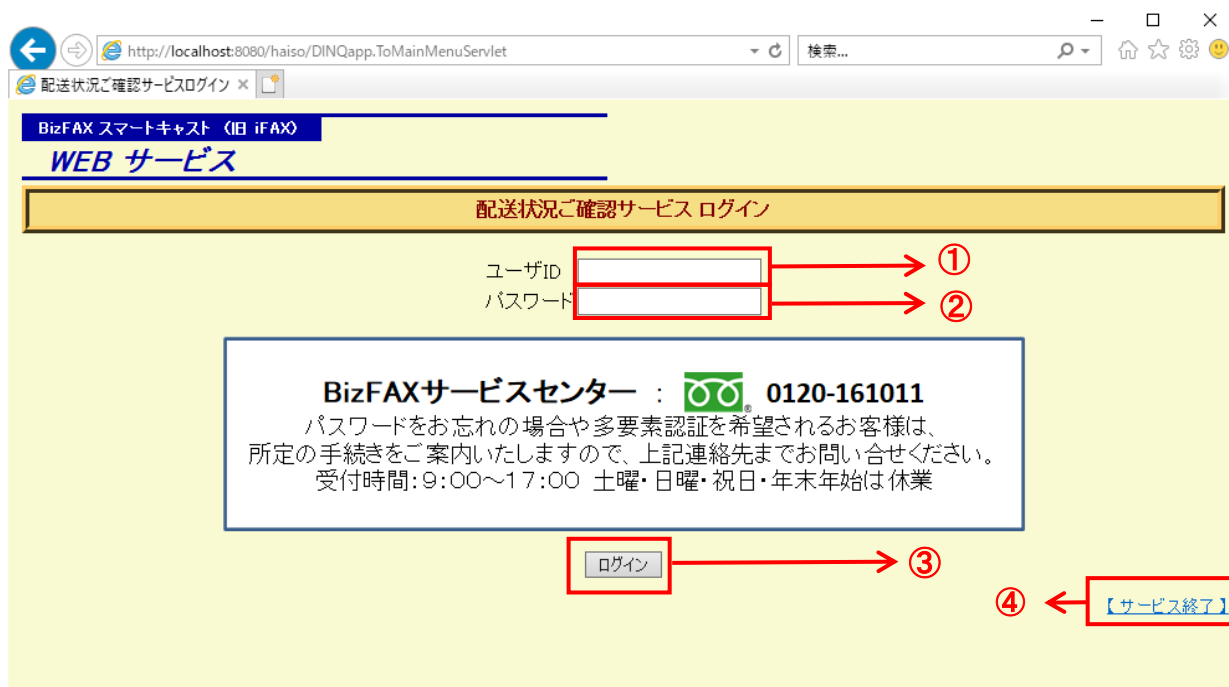 http://localhost:8080/haiso/DINQapp.ToMainMenuServlet
検索...
配送状況ご確認サービスログイン
BizFAX スマートキャスト（旧 iFAX）
WEB サービス
配送状況ご確認サービス ログイン
ユーザID
①
パスワード
②
BizFAXサービスセンター : 0120-161011
パスワードをお忘れの場合や多要素認証を希望されるお客様は、
所定の手続きをご案内いたしますので、上記連絡先までお問い合せください。
受付時間：9：00～17：00 土曜・日曜・祝日・年末年始は休業
ログイン
③
④
【サービス終了】